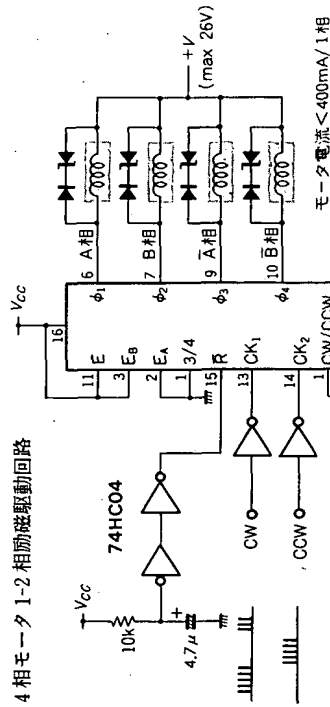 4相モータ1-2相励磁駆動回路
Vcc
Vcc
16
+V
(max 26V)
10k
4.7μ
+
74HC04
11 E
3 EB
2 EA
1 3/4
15 R̄
13 CK1
14 CK2
1 CW/CCW
φ1 6 A相
φ2 7 B相
φ3 9 Ā相
φ4 10 B̄相
CW
CCW
モータ電流<400mA/1相